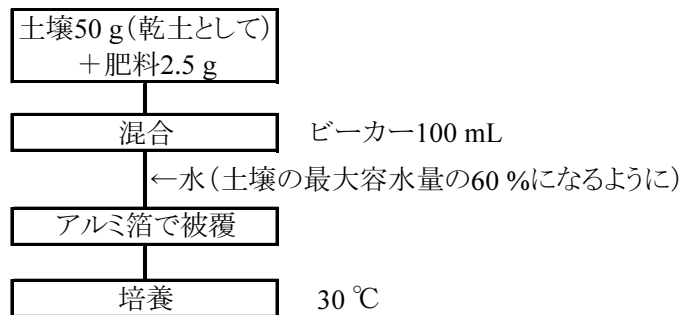 土壌50 g(乾土として)
+肥料2.5 g
混合 ビーカー100 mL
←水(土壌の最大容水量の60 %になるように)
アルミ箔で被覆
培養 30 ℃